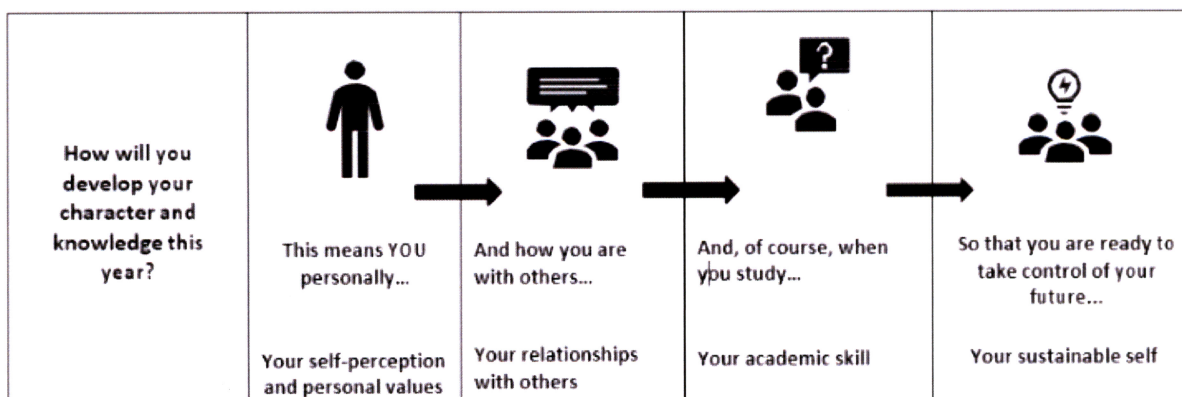 How will you
develop your
character and
knowledge this
year?
This means YOU
personally...
Your self-perception
and personal values
And how you are
with others...
Your relationships
with others
?
And, of course, when
you study...
Your academic skill
So that you are ready to
take control of your
future...
Your sustainable self